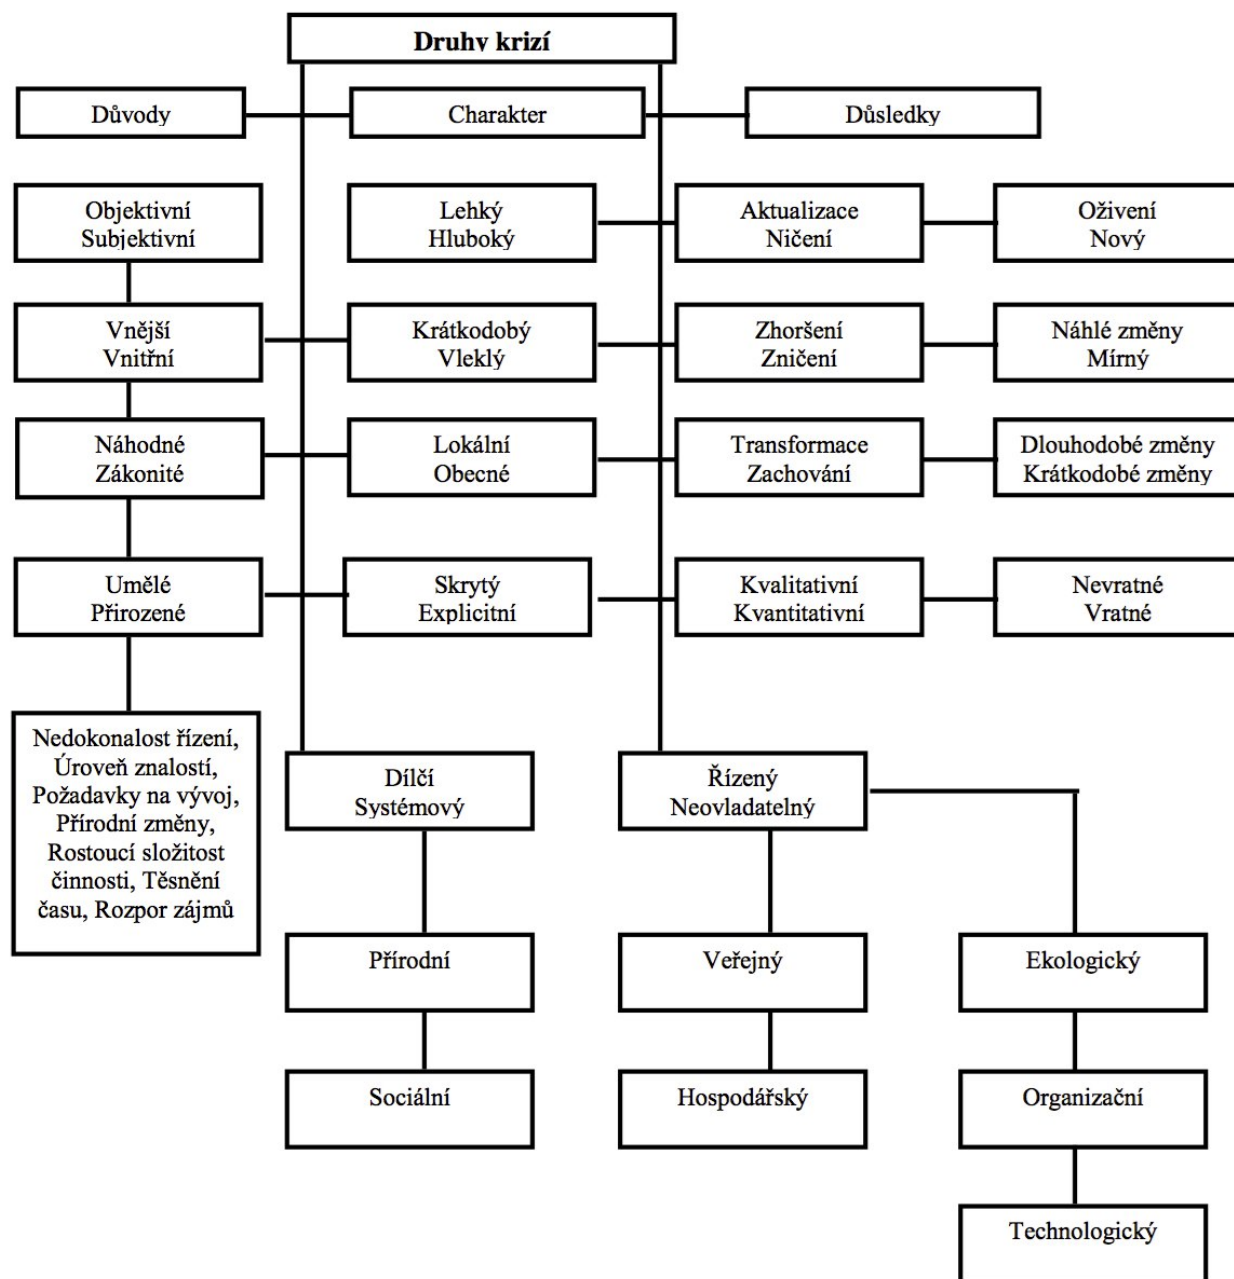 Druhy krizí
Důvody
Charakter
Důsledky
Objektivní
Subjektivní
Lehký
Hluboký
Aktualizace
Ničení
Oživení
Nový
Vnější
Vnitřní
Krátkodobý
Vleklý
Zhoršení
Zničení
Náhlé změny
Mírný
Náhodné
Zákonité
Lokální
Obecné
Transformace
Zachování
Dlouhodobé změny
Krátkodobé změny
Umělé
Přirozené
Skrytý
Explicitní
Kvalitativní
Kvantitativní
Nevratné
Vratné
Nedokonalost řízení,
Úroveň znalostí,
Požadavky na vývoj,
Přírodní změny,
Rostoucí složitost
činnosti, Těsnění
času, Rozpor zájmů
Dílčí
Systémový
Řízený
Neovladatelný
Přírodní
Veřejný
Ekologický
Sociální
Hospodářský
Organizační
Technologický